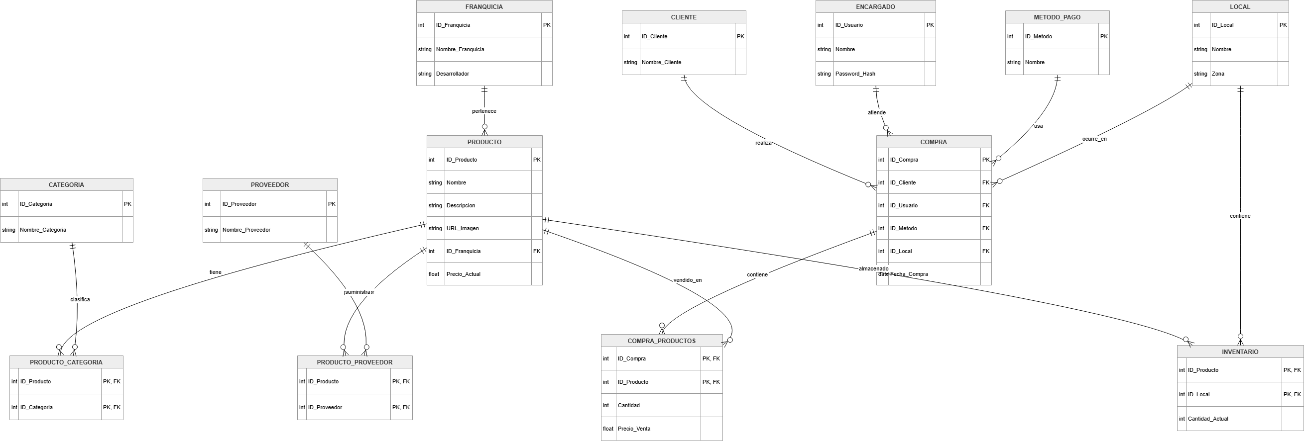 FRANQUICIA
int ID_Franquicia PK
string Nombre_Franquicia
string Desarrollador
CLIENTE
int ID_Cliente PK
string Nombre_Cliente
ENCARGADO
int ID_Usuario PK
string Nombre
string Password_Hash
METODO_PAGO
int ID_Metodo PK
string Nombre
LOCAL
int ID_Local PK
string Nombre
string Zona
pertenece
realiza
atiende
usa
ocurre_en
contiene
PRODUCTO
int ID_Producto PK
string Nombre
string Descripcion
string URL_Imagen
int ID_Franquicia FK
float Precio_Actual
COMPRA
int ID_Compra PK
int ID_Cliente FK
int ID_Usuario FK
int ID_Metodo FK
int ID_Local FK
date Fecha_Compra
CATEGORIA
int ID_Categoria PK
string Nombre_Categoria
PROVEEDOR
int ID_Proveedor PK
string Nombre_Proveedor
tiene
clasifica
vendido_en
contiene
almacenado
PRODUCTO_CATEGORIA
int ID_Producto PK, FK
int ID_Categoria PK, FK
PRODUCTO_PROVEEDOR
int ID_Producto PK, FK
int ID_Proveedor PK, FK
COMPRA_PRODUCTOS
int ID_Compra PK, FK
int ID_Producto PK, FK
int Cantidad
float Precio_Venta
INVENTARIO
int ID_Producto PK, FK
int ID_Local PK, FK
int Cantidad_Actual